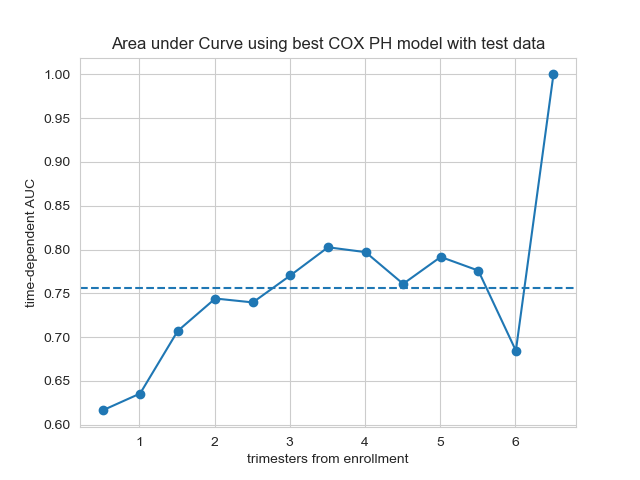 Area under Curve using best COX PH model with test data
time-dependent AUC
1.00
0.95
0.90
0.85
0.80
0.75
0.70
0.65
0.60
1 2 3 4 5 6
trimesters from enrollment